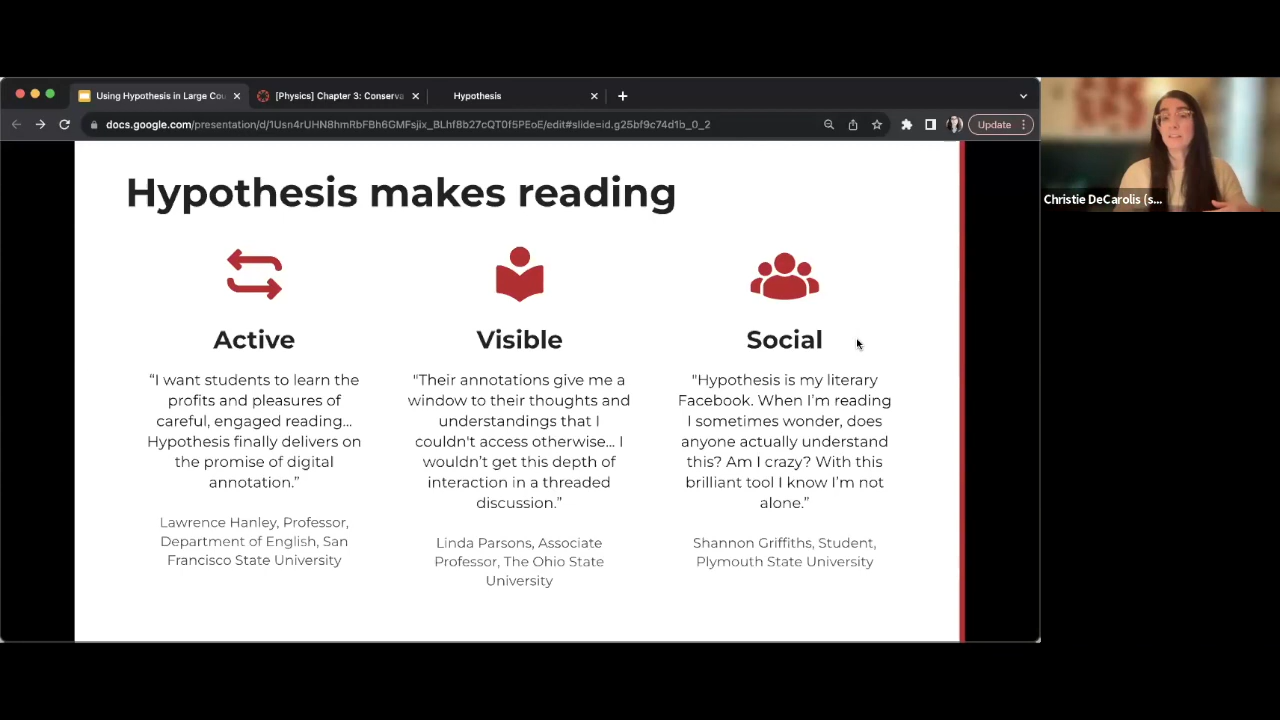 Using Hypothesis in Large Cou
[Physics] Chapter 3: Conserva
Hypothesis
docs.google.com/presentation/d/1Usn4rUHN8hmRbFBh6GMFsjix_BLhf8b27cQT0f5PEoE/edit#slide=id.g25bf9c74d1b_0_2
Update
Christie DeCarolis (s...
Hypothesis makes reading
Active
“I want students to learn the
profits and pleasures of
careful, engaged reading...
Hypothesis finally delivers on
the promise of digital
annotation.”
Lawrence Hanley, Professor,
Department of English, San
Francisco State University
Visible
"Their annotations give me a
window to their thoughts and
understandings that I
couldn't access otherwise... I
wouldn’t get this depth of
interaction in a threaded
discussion.”
Linda Parsons, Associate
Professor, The Ohio State
University
Social
"Hypothesis is my literary
Facebook. When I’m reading
I sometimes wonder, does
anyone actually understand
this? Am I crazy? With this
brilliant tool I know I’m not
alone.”
Shannon Griffiths, Student,
Plymouth State University